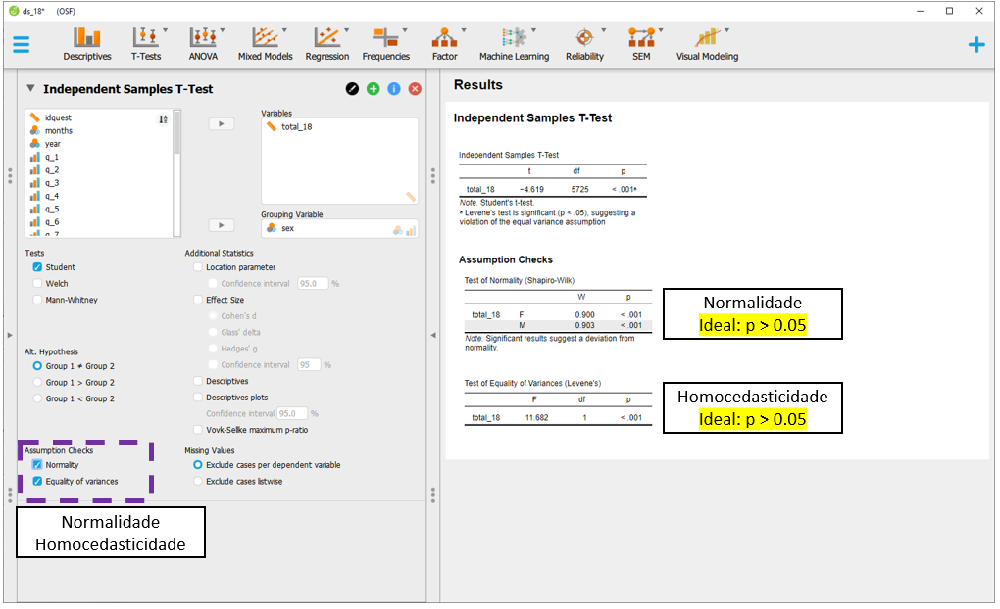 ds_18* (OSF)
Descriptives T-Tests ANOVA Mixed Models Regression Frequencies Factor Machine Learning Reliability SEM Visual Modeling
Independent Samples T-Test
idquest
months
year
q_1
q_2
q_3
q_4
q_5
q_6
q_7
Variables
total_18
Grouping Variable
sex
Tests
Student
Welch
Mann-Whitney
Alt. Hypothesis
Group 1 ≠ Group 2
Group 1 > Group 2
Group 1 < Group 2
Assumption Checks
Normality
Equality of variances
Normalidade
Homocedasticidade
Additional Statistics
Location parameter
Confidence interval 95.0 %
Effect Size
Cohen's d
Glass' delta
Hedges' g
Confidence interval 95 %
Descriptives
Descriptives plots
Confidence interval 95.0 %
Vovk-Sellke maximum p-ratio
Missing Values
Exclude cases per dependent variable
Exclude cases listwise
Results
Independent Samples T-Test
Independent Samples T-Test
t df p
total_18 −4.619 5725 < .001ᵃ
Note. Student's t-test.
ᵃ Levene's test is significant (p < .05), suggesting a
violation of the equal variance assumption
Assumption Checks
Test of Normality (Shapiro-Wilk)
W p
total_18 F 0.900 < .001
M 0.903 < .001
Note. Significant results suggest a deviation from
normality.
Normalidade
Ideal: p > 0.05
Test of Equality of Variances (Levene's)
F df p
total_18 11.682 1 < .001
Homocedasticidade
Ideal: p > 0.05